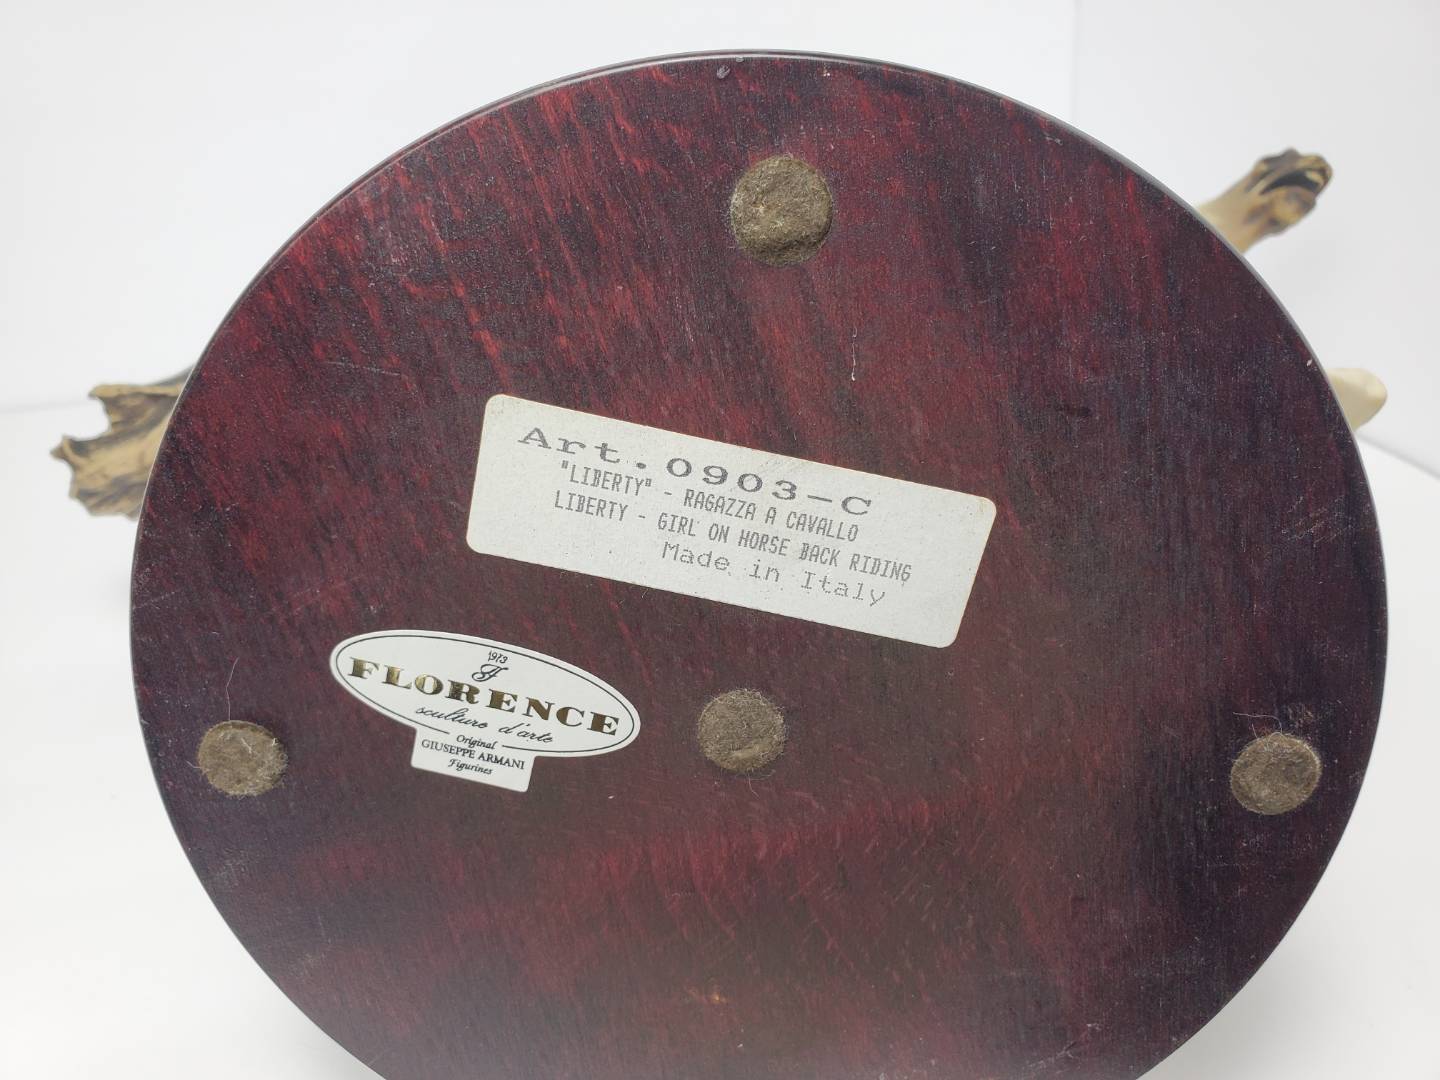 Art.0903-C
"LIBERTY" - RAGAZZA A CAVALLO
LIBERTY - GIRL ON HORSE BACK RIDING
Made in Italy
1973
FLORENCE
sculture d'arte
Original
GIUSEPPE ARMANI
Figurines